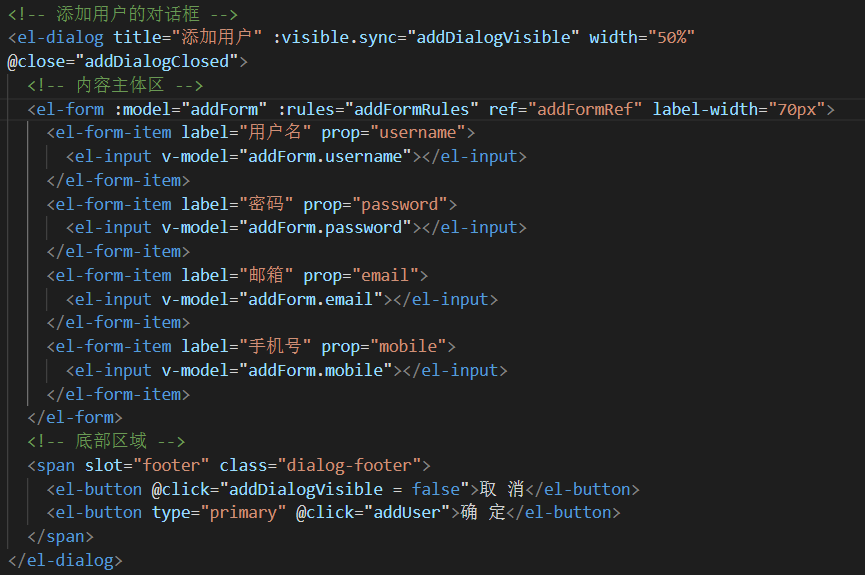 <!-- 添加用户的对话框 -->
<el-dialog title="添加用户" :visible.sync="addDialogVisible" width="50%"
@close="addDialogClosed">
  <!-- 内容主体区 -->
  <el-form :model="addForm" :rules="addFormRules" ref="addFormRef" label-width="70px">
    <el-form-item label="用户名" prop="username">
      <el-input v-model="addForm.username"></el-input>
    </el-form-item>
    <el-form-item label="密码" prop="password">
      <el-input v-model="addForm.password"></el-input>
    </el-form-item>
    <el-form-item label="邮箱" prop="email">
      <el-input v-model="addForm.email"></el-input>
    </el-form-item>
    <el-form-item label="手机号" prop="mobile">
      <el-input v-model="addForm.mobile"></el-input>
    </el-form-item>
  </el-form>
  <!-- 底部区域 -->
  <span slot="footer" class="dialog-footer">
    <el-button @click="addDialogVisible = false">取 消</el-button>
    <el-button type="primary" @click="addUser">确 定</el-button>
  </span>
</el-dialog>